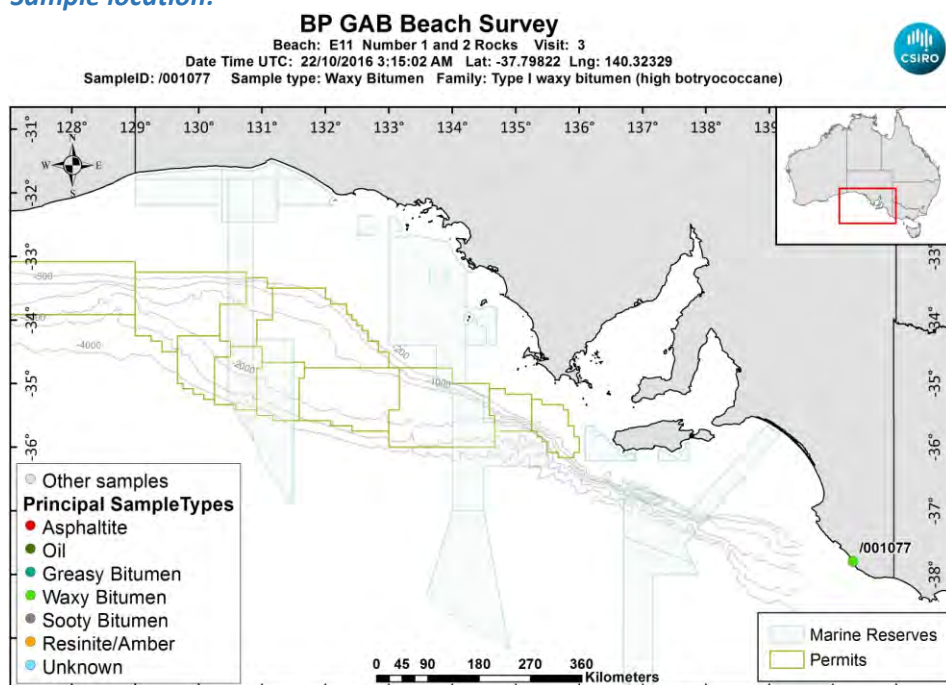 Sample location:
BP GAB Beach Survey
Beach: E11 Number 1 and 2 Rocks Visit: 3
Date Time UTC: 22/10/2016 3:15:02 AM Lat: -37.79822 Lng: 140.32329
SampleID: /001077 Sample type: Waxy Bitumen Family: Type I waxy bitumen (high botryococcane)
CSIRO
128° 129° 130° 131° 132° 133° 134° 135° 136° 137° 138° 139
-31°
-32°
-33°
-34°
-35°
-36°
-37°
-38°
N
W E
S
-33°
-34°
-35°
-36°
-37°
-38°
-4000
-2000
-200
-1000
/001077
Other samples
Principal SampleTypes
Asphaltite
Oil
Greasy Bitumen
Waxy Bitumen
Sooty Bitumen
Resinite/Amber
Unknown
0 45 90 180 270 360
Kilometers
Marine Reserves
Permits